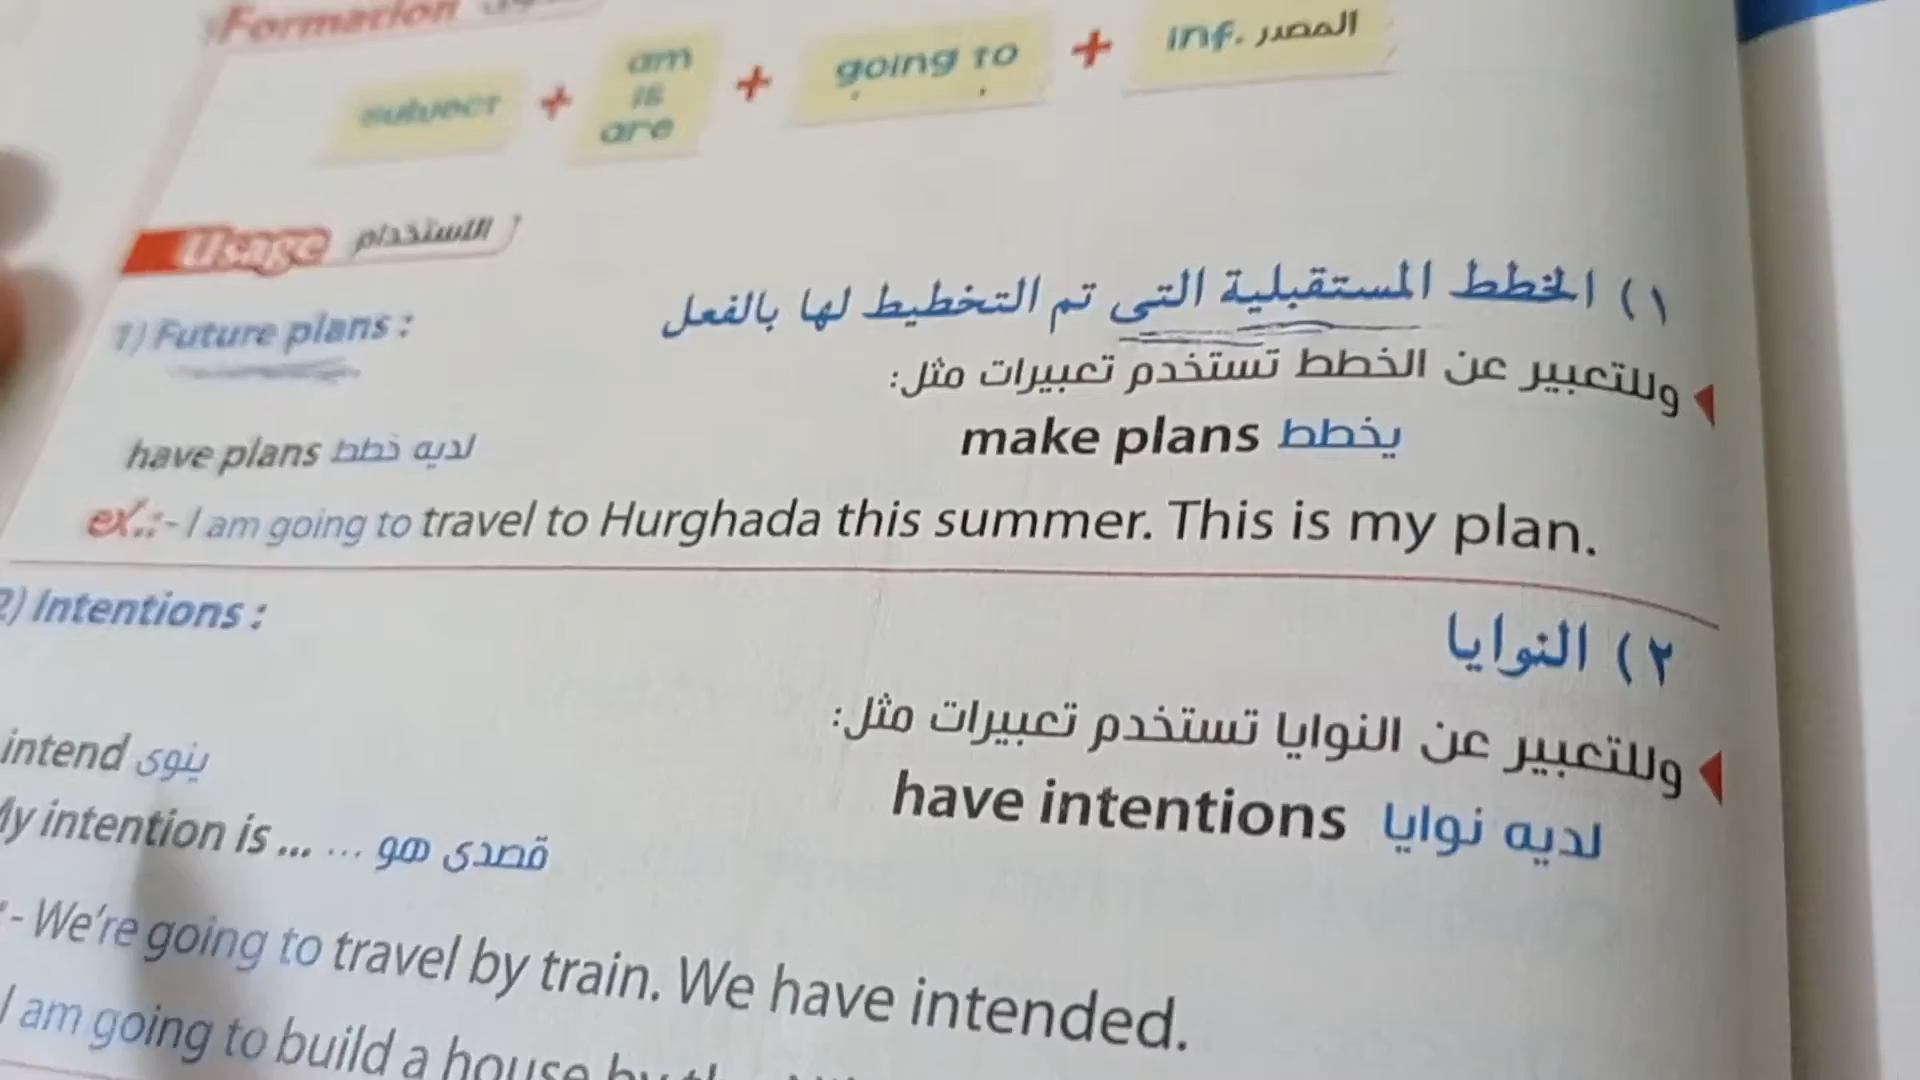 Formation
subject + am is are + going to + inf. المصدر
Usage الاستخدام
1) Future plans : ١) الخطط المستقبلية التى تم التخطيط لها بالفعل
وللتعبير عن الخطط تستخدم تعبيرات مثل:
have plans لديه خطط make plans يخطط
ex.:- I am going to travel to Hurghada this summer. This is my plan.
2) Intentions : ٢) النوايا
وللتعبير عن النوايا تستخدم تعبيرات مثل:
intend ينوى have intentions لديه نوايا
My intention is ... ... قصدى هو
- We're going to travel by train. We have intended.
I am going to build a house by